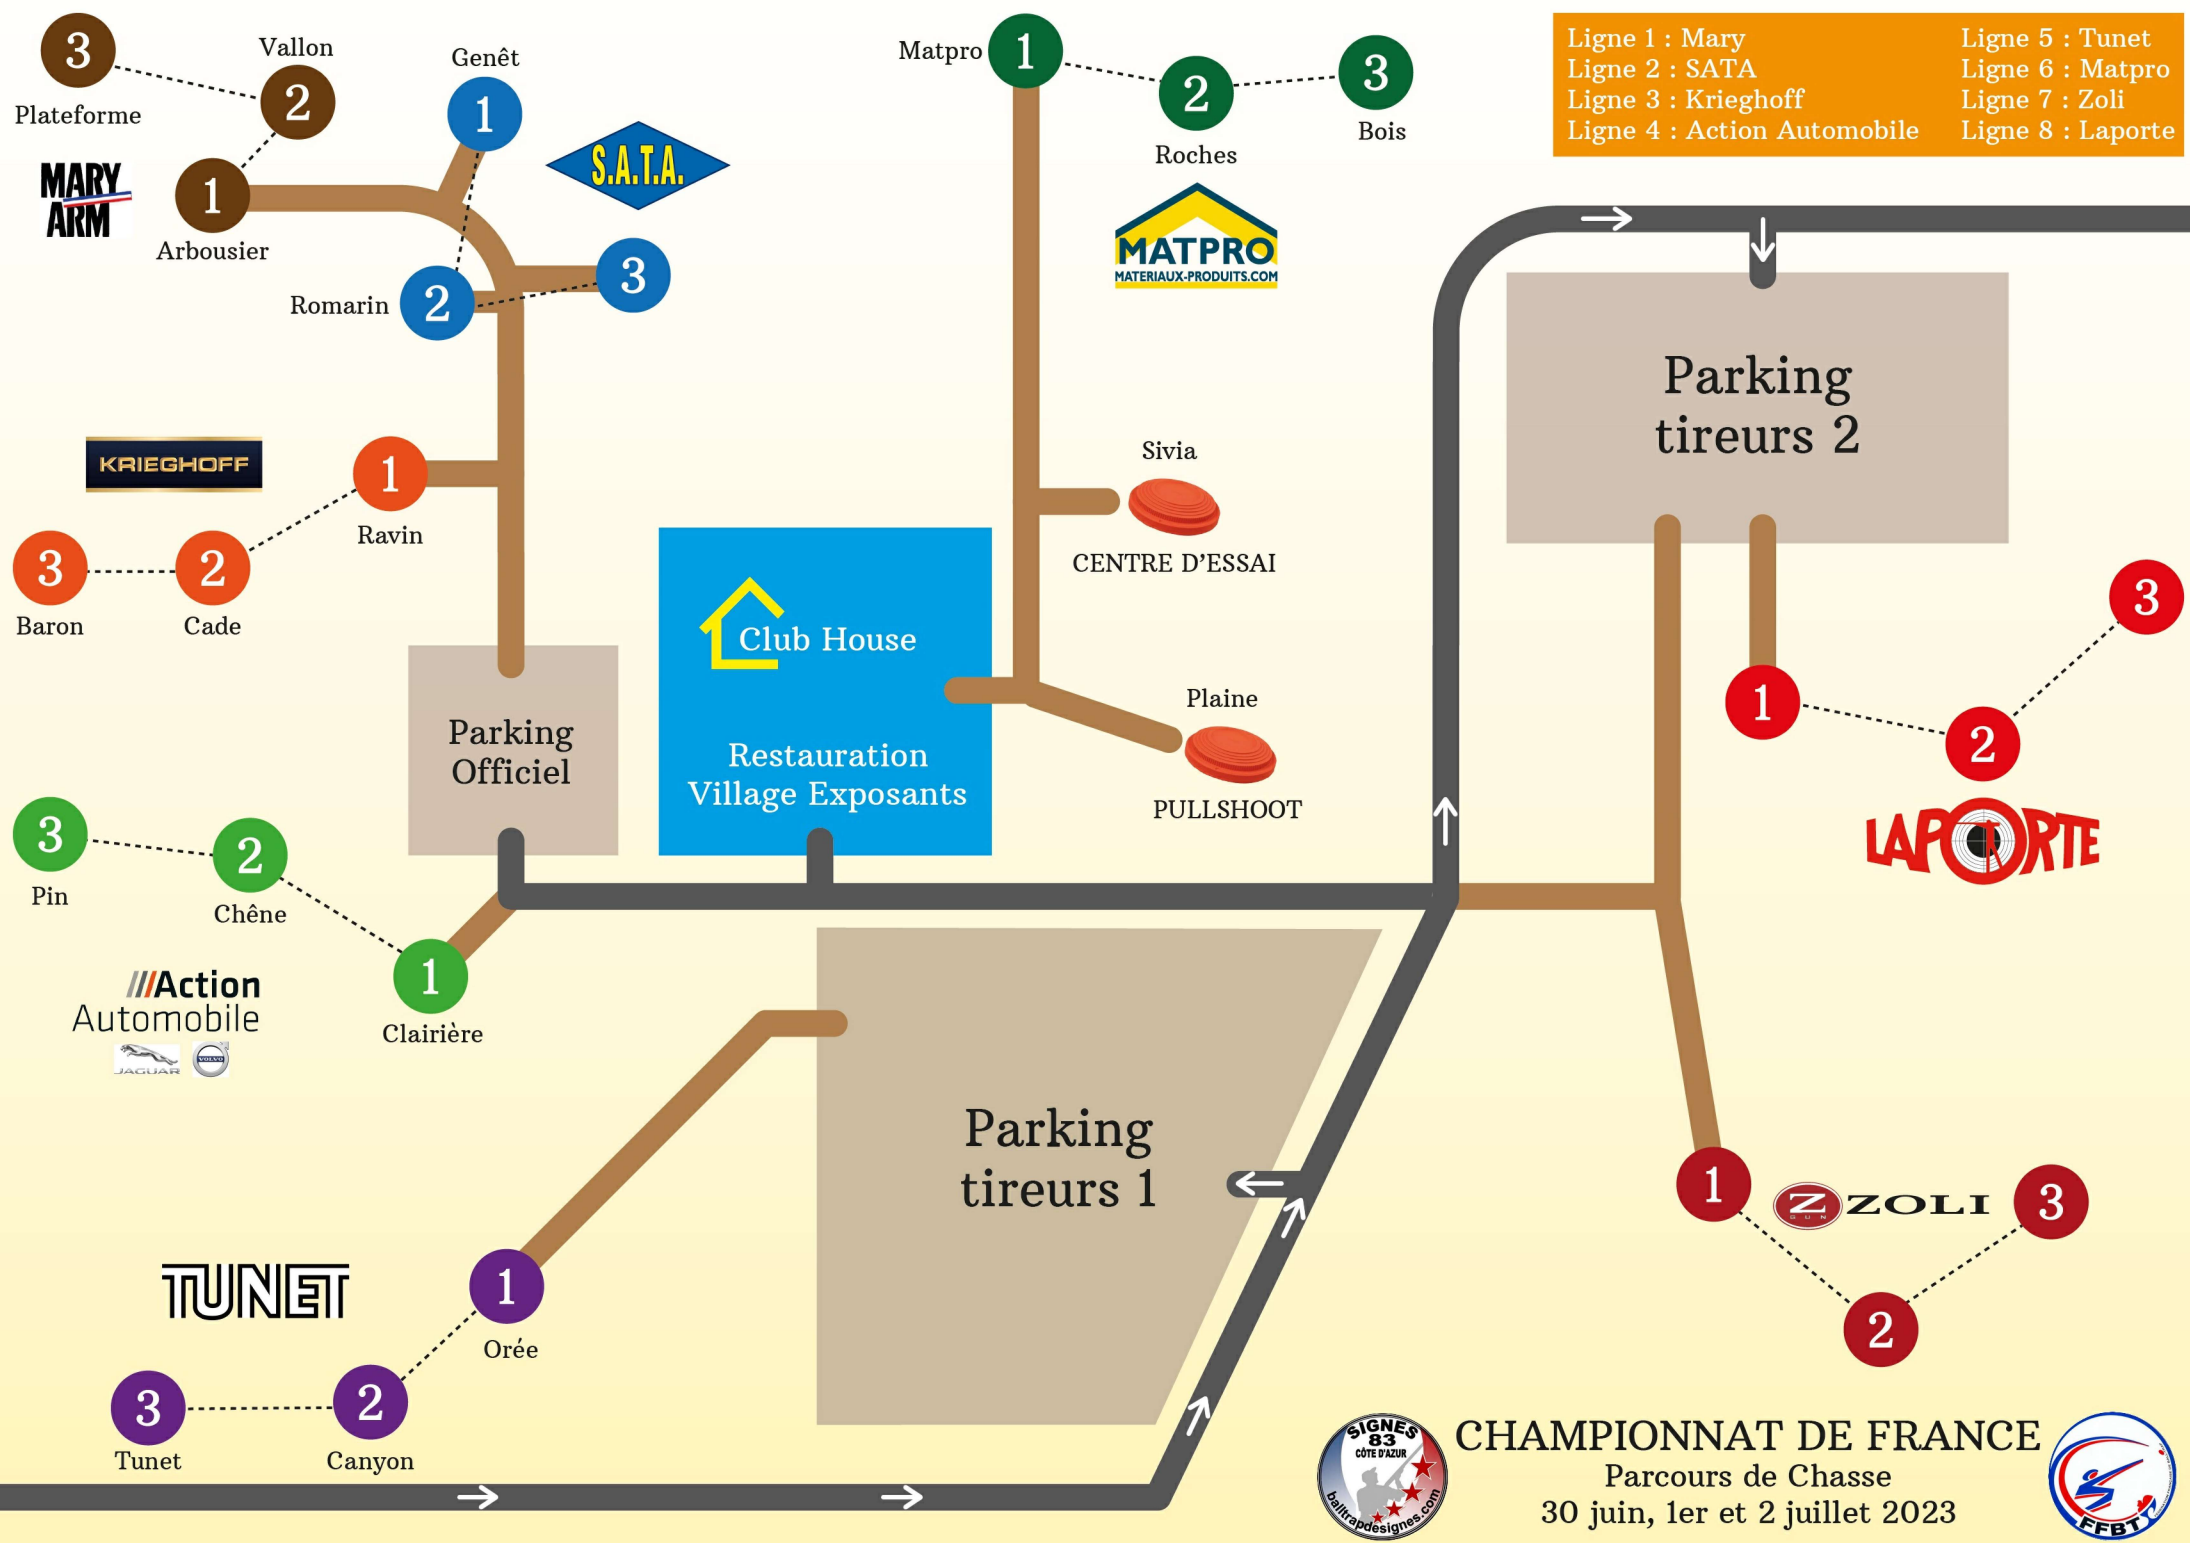 3
Vallon
2
Plateforme
MARY
ARM
1
Arbousier
Genêt
1
S.A.T.A.
Romarin
2
3
Matpro
1
2
3
Roches
Bois
MATPRO
MATERIAUX-PRODUITS.COM
Ligne 1 : Mary
Ligne 2 : SATA
Ligne 3 : Krieghoff
Ligne 4 : Action Automobile
Ligne 5 : Tunet
Ligne 6 : Matpro
Ligne 7 : Zoli
Ligne 8 : Laporte
KRIEGHOFF
1
Ravin
3
2
Baron
Cade
Parking
Officiel
Club House
Restauration
Village Exposants
Sivia
CENTRE D'ESSAI
Plaine
PULLSHOOT
Parking
tireurs 2
3
1
2
LAPORTE
3
2
Pin
Chêne
1
Clairière
Action
Automobile
JAGUAR
VOLVO
Parking
tireurs 1
TUNET
1
Orée
3
2
Tunet
Canyon
1
Z
GUN
ZOLI
3
2
SIGNES
83
CÔTE D'AZUR
balltrapdesignes.com
CHAMPIONNAT DE FRANCE
Parcours de Chasse
30 juin, 1er et 2 juillet 2023
FFBT